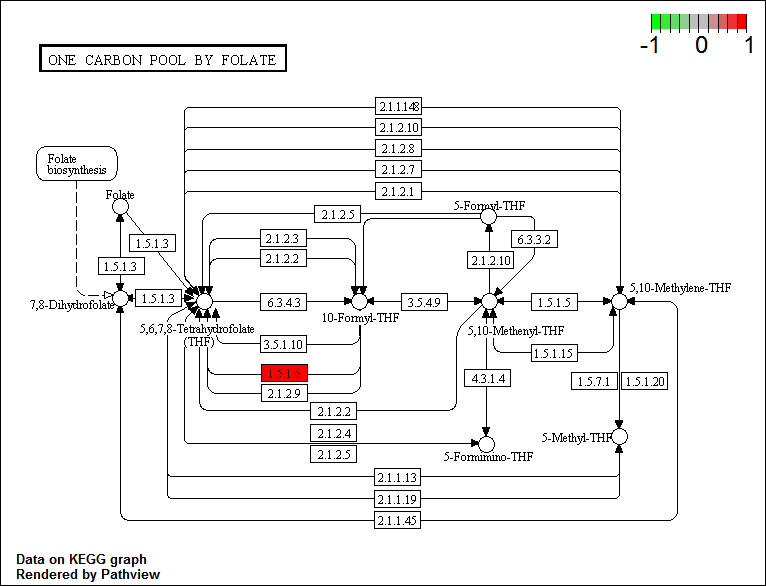 -1 0 1
ONE CARBON POOL BY FOLATE
2.1.1.148
2.1.2.10
2.1.2.8
2.1.2.7
2.1.2.1
Folate
biosynthesis
Folate
5-Formyl-THF
2.1.2.5
1.5.1.3
2.1.2.3
6.3.3.2
2.1.2.2
2.1.2.10
1.5.1.3
7,8-Dihydrofolate
1.5.1.3
6.3.4.3
3.5.4.9
1.5.1.5
5,10-Methylene-THF
10-Formyl-THF
5,6,7,8-Tetrahydrofolate
(THF)
5,10-Methenyl-THF
3.5.1.10
1.5.1.15
1.5.1.6
4.3.1.4
1.5.7.1
1.5.1.20
2.1.2.9
2.1.2.2
2.1.2.4
5-Methyl-THF
2.1.2.5
5-Formimino-THF
2.1.1.13
2.1.1.19
2.1.1.45
Data on KEGG graph
Rendered by Pathview